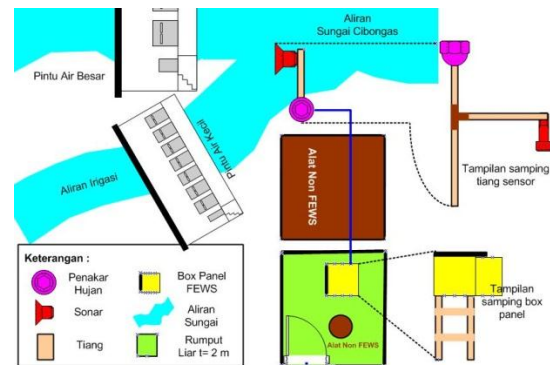 Aliran
Sungai Cibongas
Pintu Air Besar
Pintu Air Kecil
Aliran Irigasi
Alat Non FEWS
Tampilan samping
tiang sensor
Keterangan :
Penakar
Hujan
Box Panel
FEWS
Sonar
Aliran
Sungai
Tiang
Rumput
Liar t= 2 m
Alat Non FEWS
Tampilan
samping box
panel